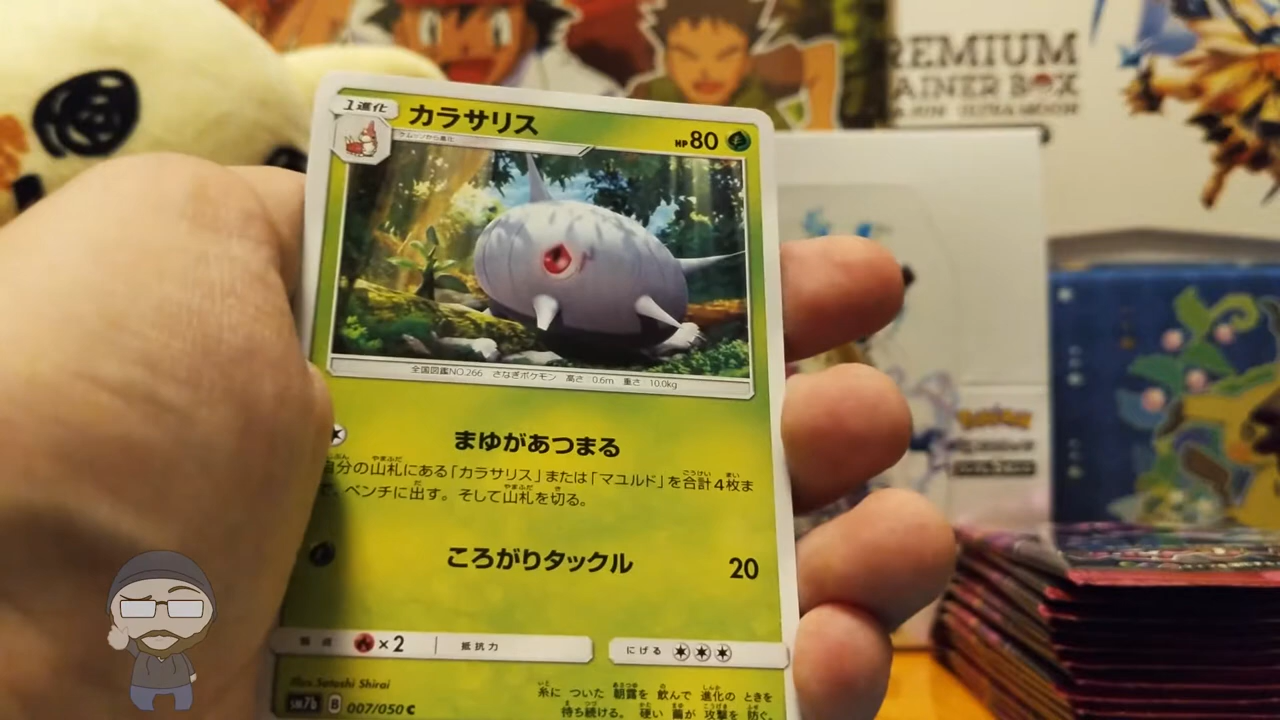 PREMIUM
TRAINER BOX
1進化
カラサリス
HP80
ケムッソから進化
全国図鑑NO.266 さなぎポケモン 高さ:0.6m 重さ:10.0kg
まゆがあつまる
自分の山札にある「カラサリス」または「マユルド」を合計4枚ま
で、ベンチに出す。そして山札を切る。
ころがりタックル 20
弱点 ×2 抵抗力 にげる
Illus.Satoshi Shirai
SM7b B 007/050 C
糸に ついた 朝露を 飲んで 進化の ときを
待ち続ける。硬い 繭が 攻撃を 防ぐ。
Pokémon